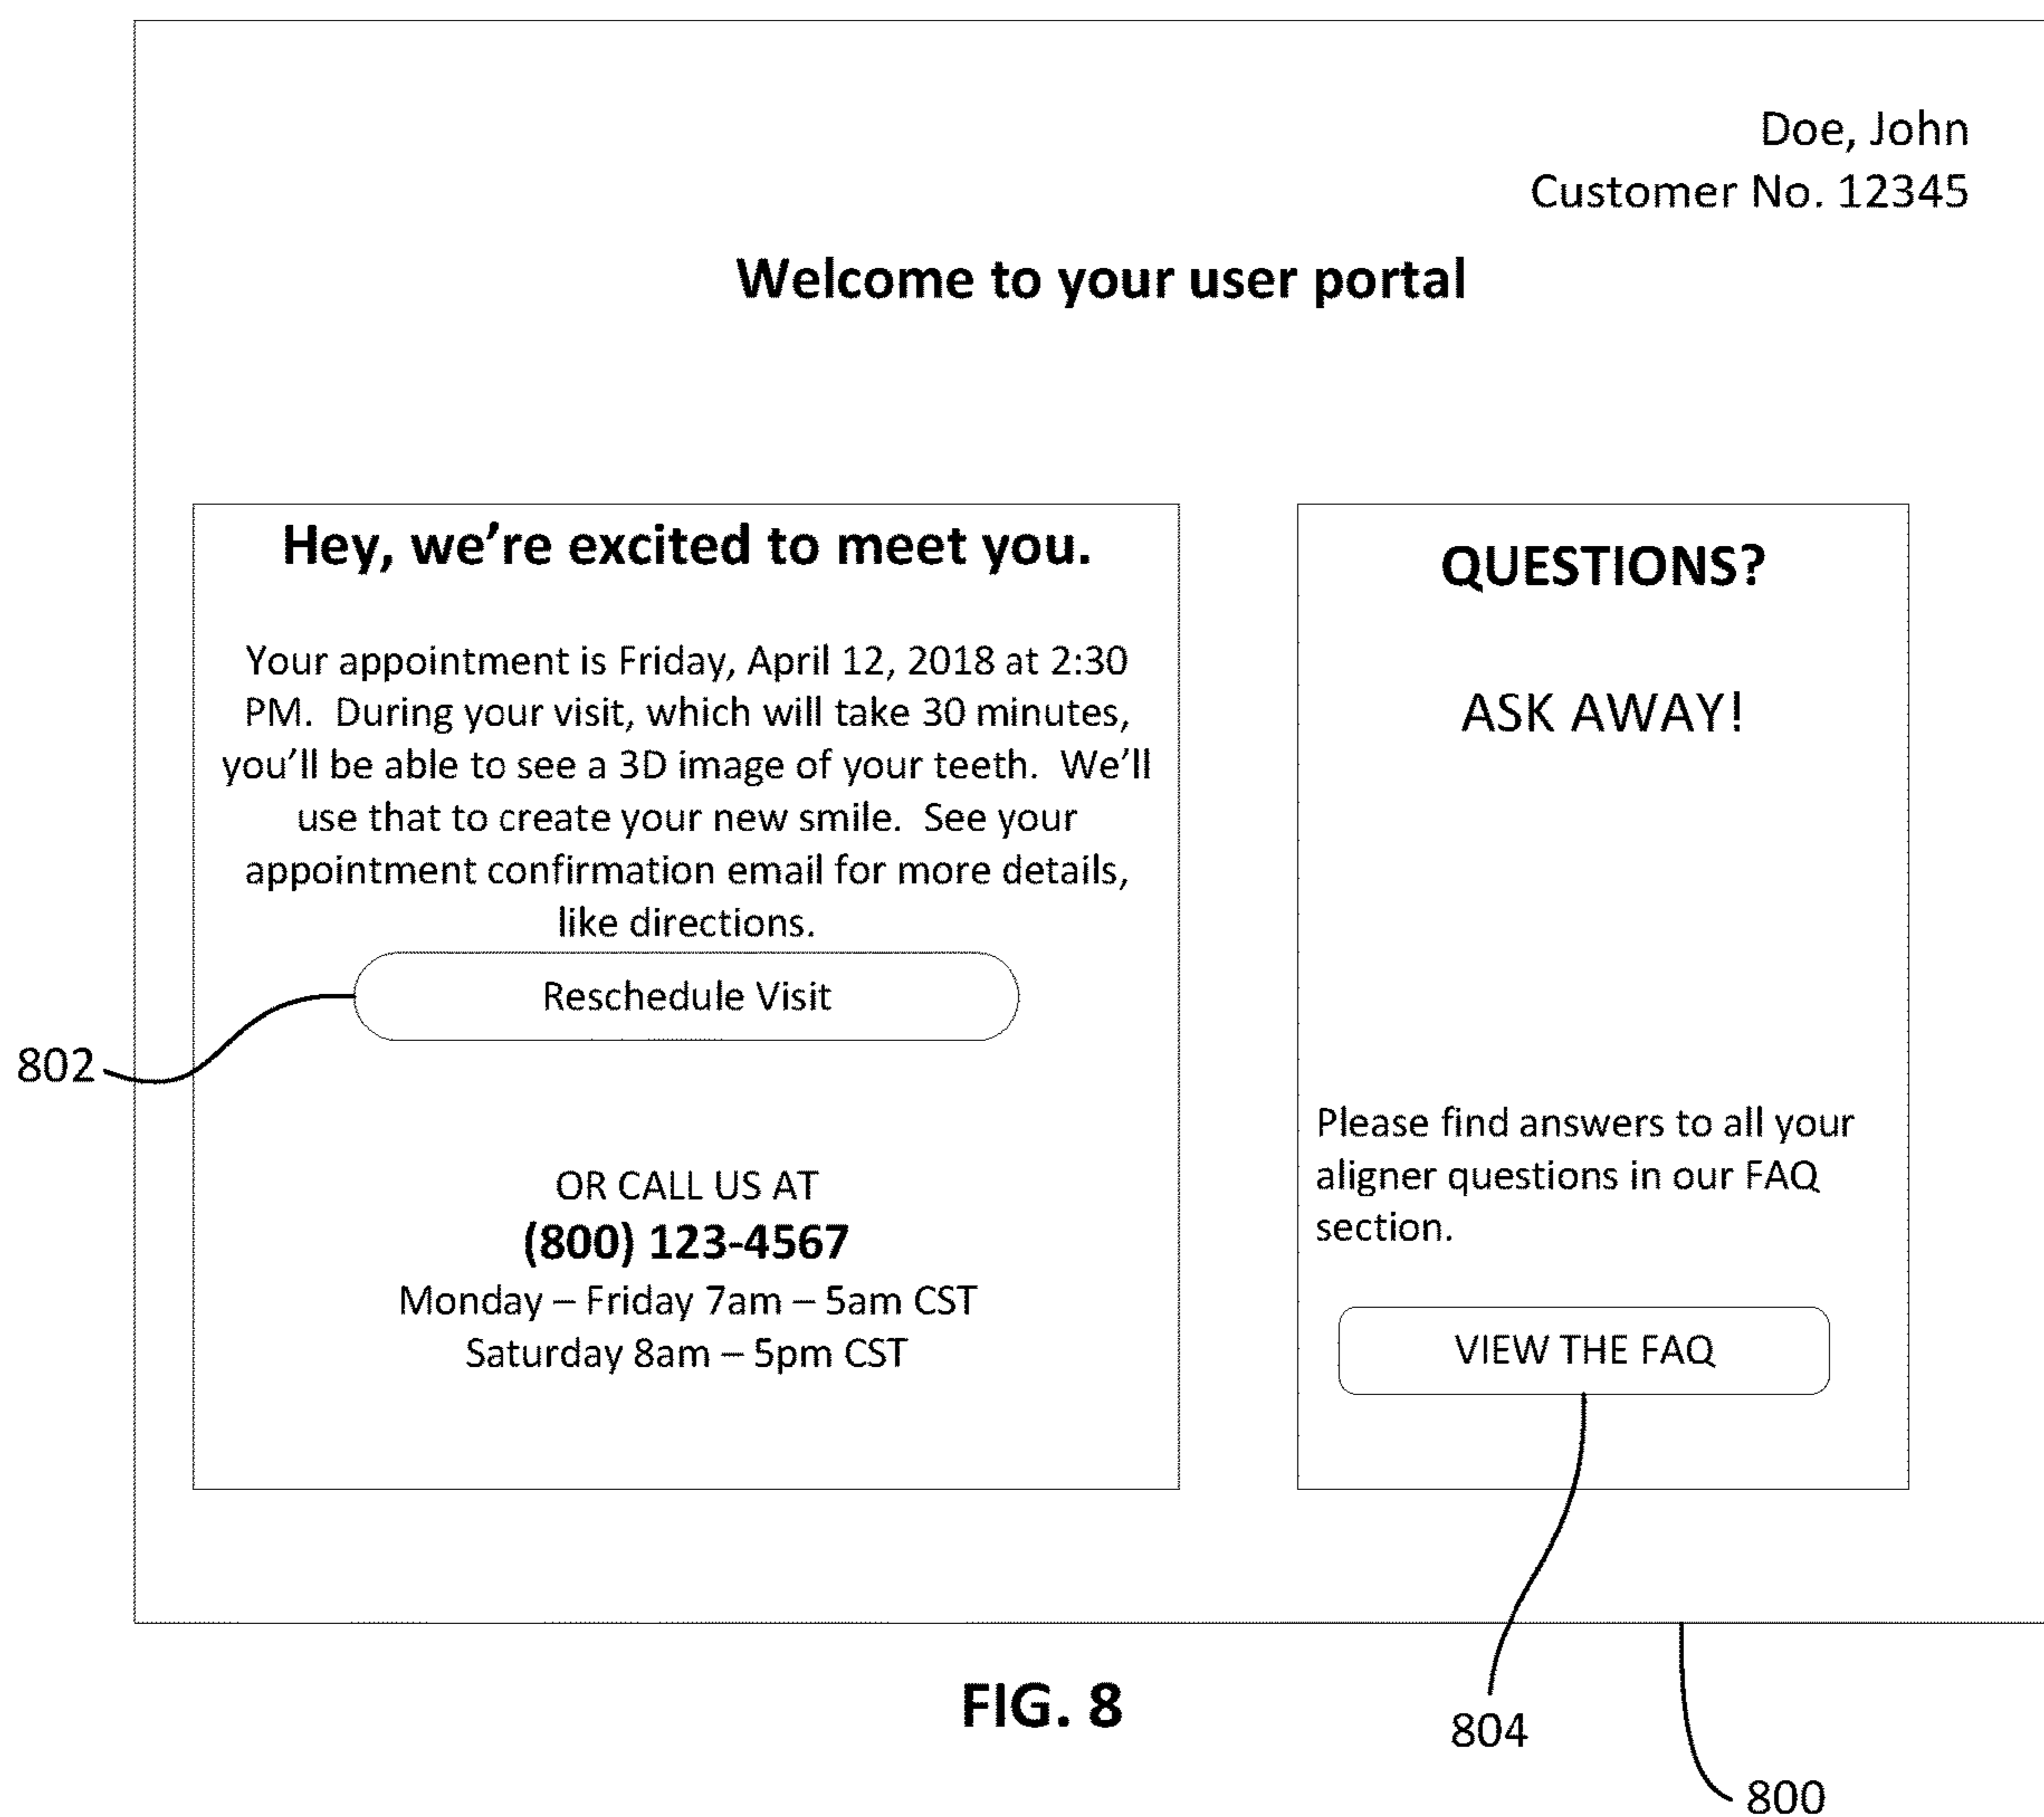 Doe, John
Customer No. 12345
Welcome to your user portal
Hey, we're excited to meet you.
Your appointment is Friday, April 12, 2018 at 2:30
PM.  During your visit, which will take 30 minutes,
you'll be able to see a 3D image of your teeth.  We'll
use that to create your new smile.  See your
appointment confirmation email for more details,
like directions.
Reschedule Visit
802
OR CALL US AT
(800) 123-4567
Monday – Friday 7am – 5am CST
Saturday 8am – 5pm CST
QUESTIONS?
ASK AWAY!
Please find answers to all your
aligner questions in our FAQ
section.
VIEW THE FAQ
FIG. 8
804
800